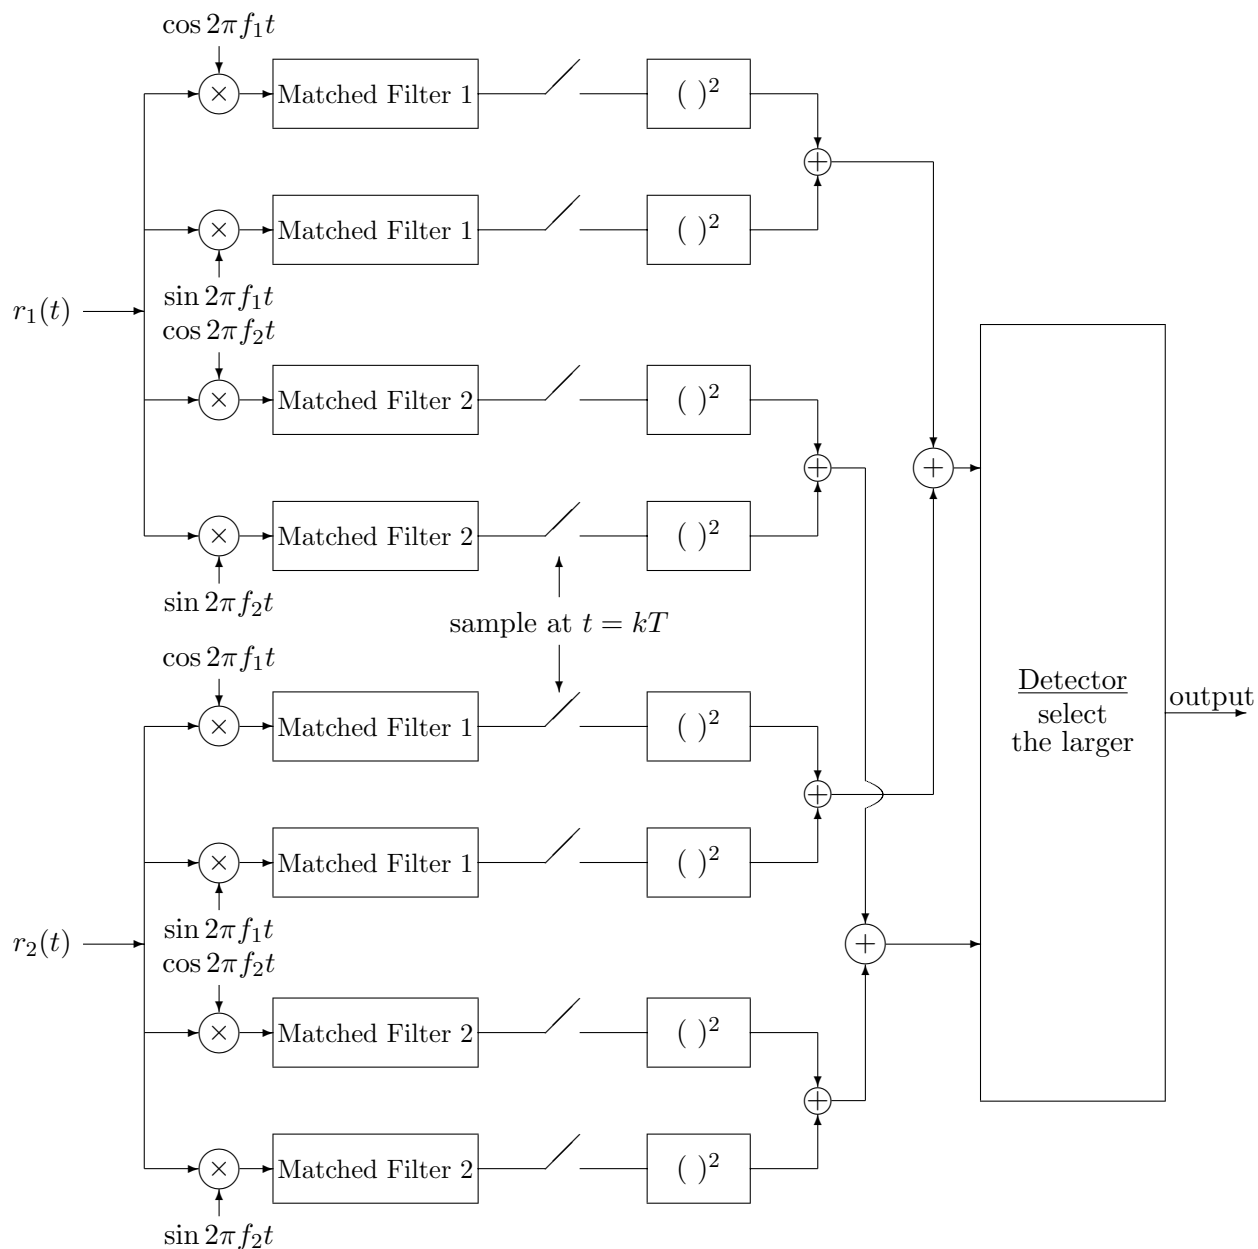 cos 2πf₁t
× Matched Filter 1 ( )²
+
× Matched Filter 1 ( )²
sin 2πf₁t
r₁(t)
cos 2πf₂t
× Matched Filter 2 ( )²
+ +
× Matched Filter 2 ( )²
sin 2πf₂t
sample at t = kT
cos 2πf₁t
× Matched Filter 1 ( )²
+
× Matched Filter 1 ( )²
sin 2πf₁t
r₂(t)
+
cos 2πf₂t
× Matched Filter 2 ( )²
+
× Matched Filter 2 ( )²
sin 2πf₂t
Detector
select
the larger
output